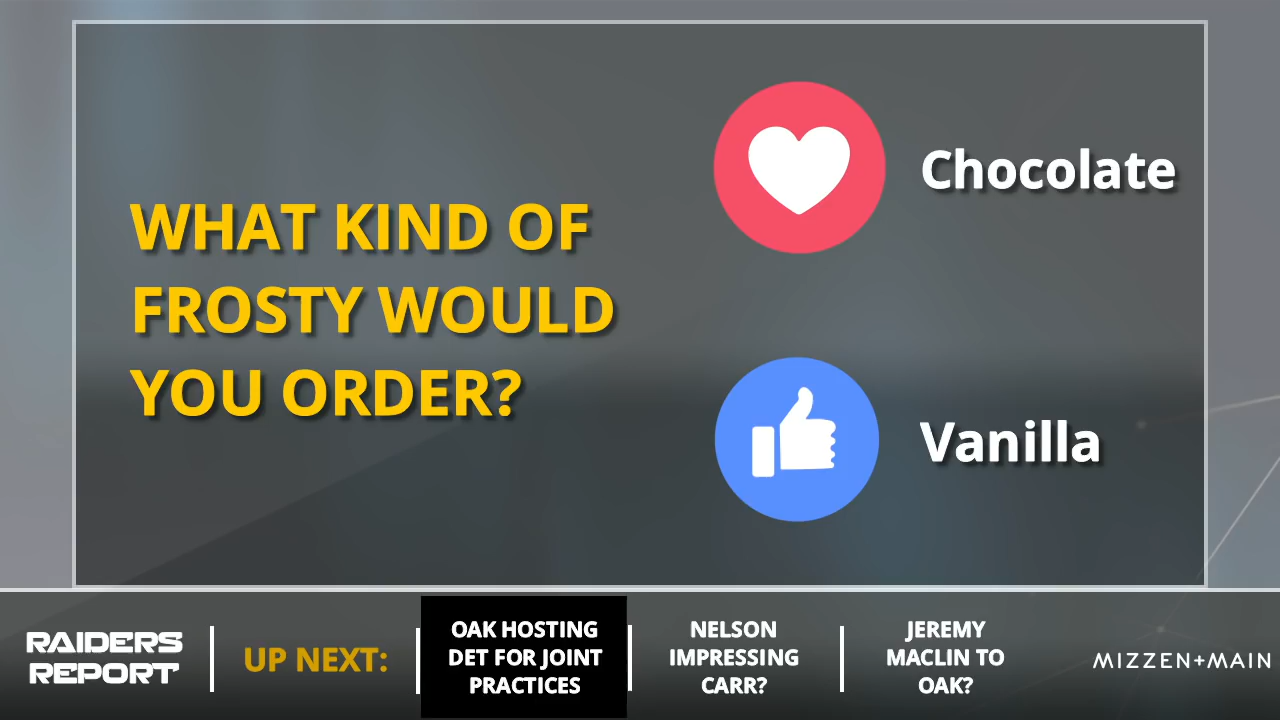 WHAT KIND OF
FROSTY WOULD
YOU ORDER?
Chocolate
Vanilla
RAIDERS
REPORT
UP NEXT:
OAK HOSTING
DET FOR JOINT
PRACTICES
NELSON
IMPRESSING
CARR?
JEREMY
MACLIN TO
OAK?
MIZZEN+MAIN